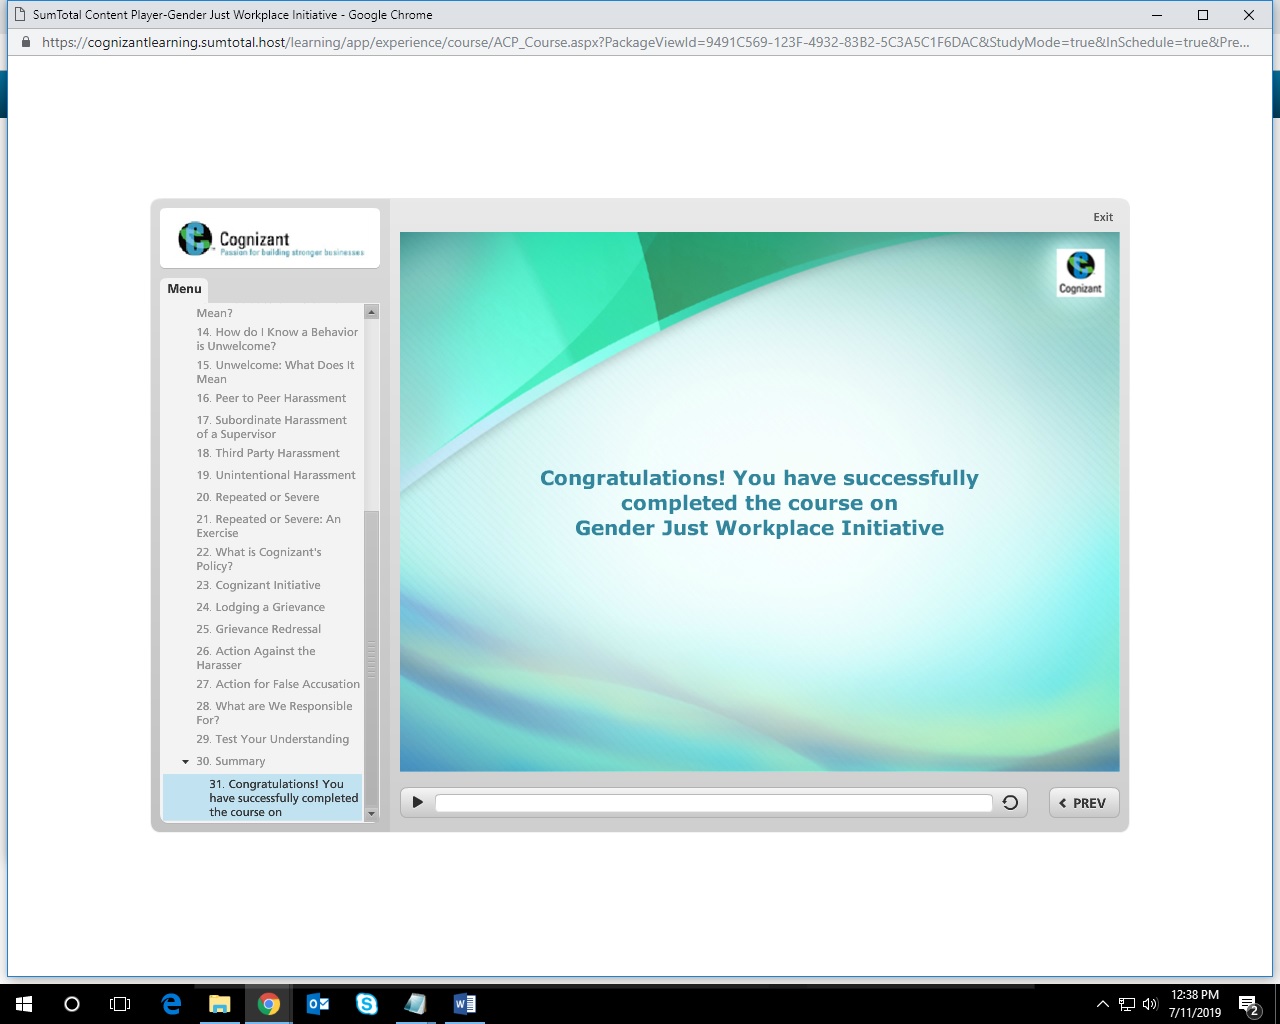 SumTotal Content Player-Gender Just Workplace Initiative - Google Chrome
https://cognizantlearning.sumtotal.host/learning/app/experience/course/ACP_Course.aspx?PackageViewId=9491C569-123F-4932-83B2-5C3A5C1F6DAC&StudyMode=true&InSchedule=true&Pre...
Cognizant
Passion for building stronger businesses
Exit
Cognizant
Menu
Mean?
14. How do I Know a Behavior
is Unwelcome?
15. Unwelcome: What Does It
Mean
16. Peer to Peer Harassment
17. Subordinate Harassment
of a Supervisor
18. Third Party Harassment
19. Unintentional Harassment
20. Repeated or Severe
21. Repeated or Severe: An
Exercise
22. What is Cognizant's
Policy?
23. Cognizant Initiative
24. Lodging a Grievance
25. Grievance Redressal
26. Action Against the
Harasser
27. Action for False Accusation
28. What are We Responsible
For?
29. Test Your Understanding
30. Summary
31. Congratulations! You
have successfully completed
the course on
Congratulations! You have successfully
completed the course on
Gender Just Workplace Initiative
PREV
12:38 PM
7/11/2019
2